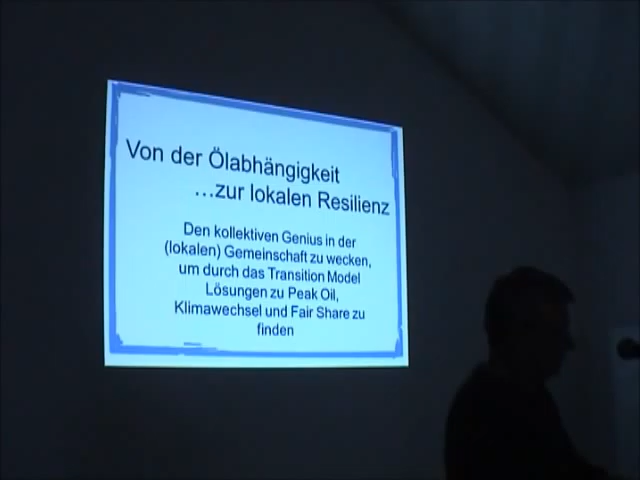 Von der Ölabhängigkeit
...zur lokalen Resilienz
Den kollektiven Genius in der
(lokalen) Gemeinschaft zu wecken,
um durch das Transition Model
Lösungen zu Peak Oil,
Klimawechsel und Fair Share zu
finden